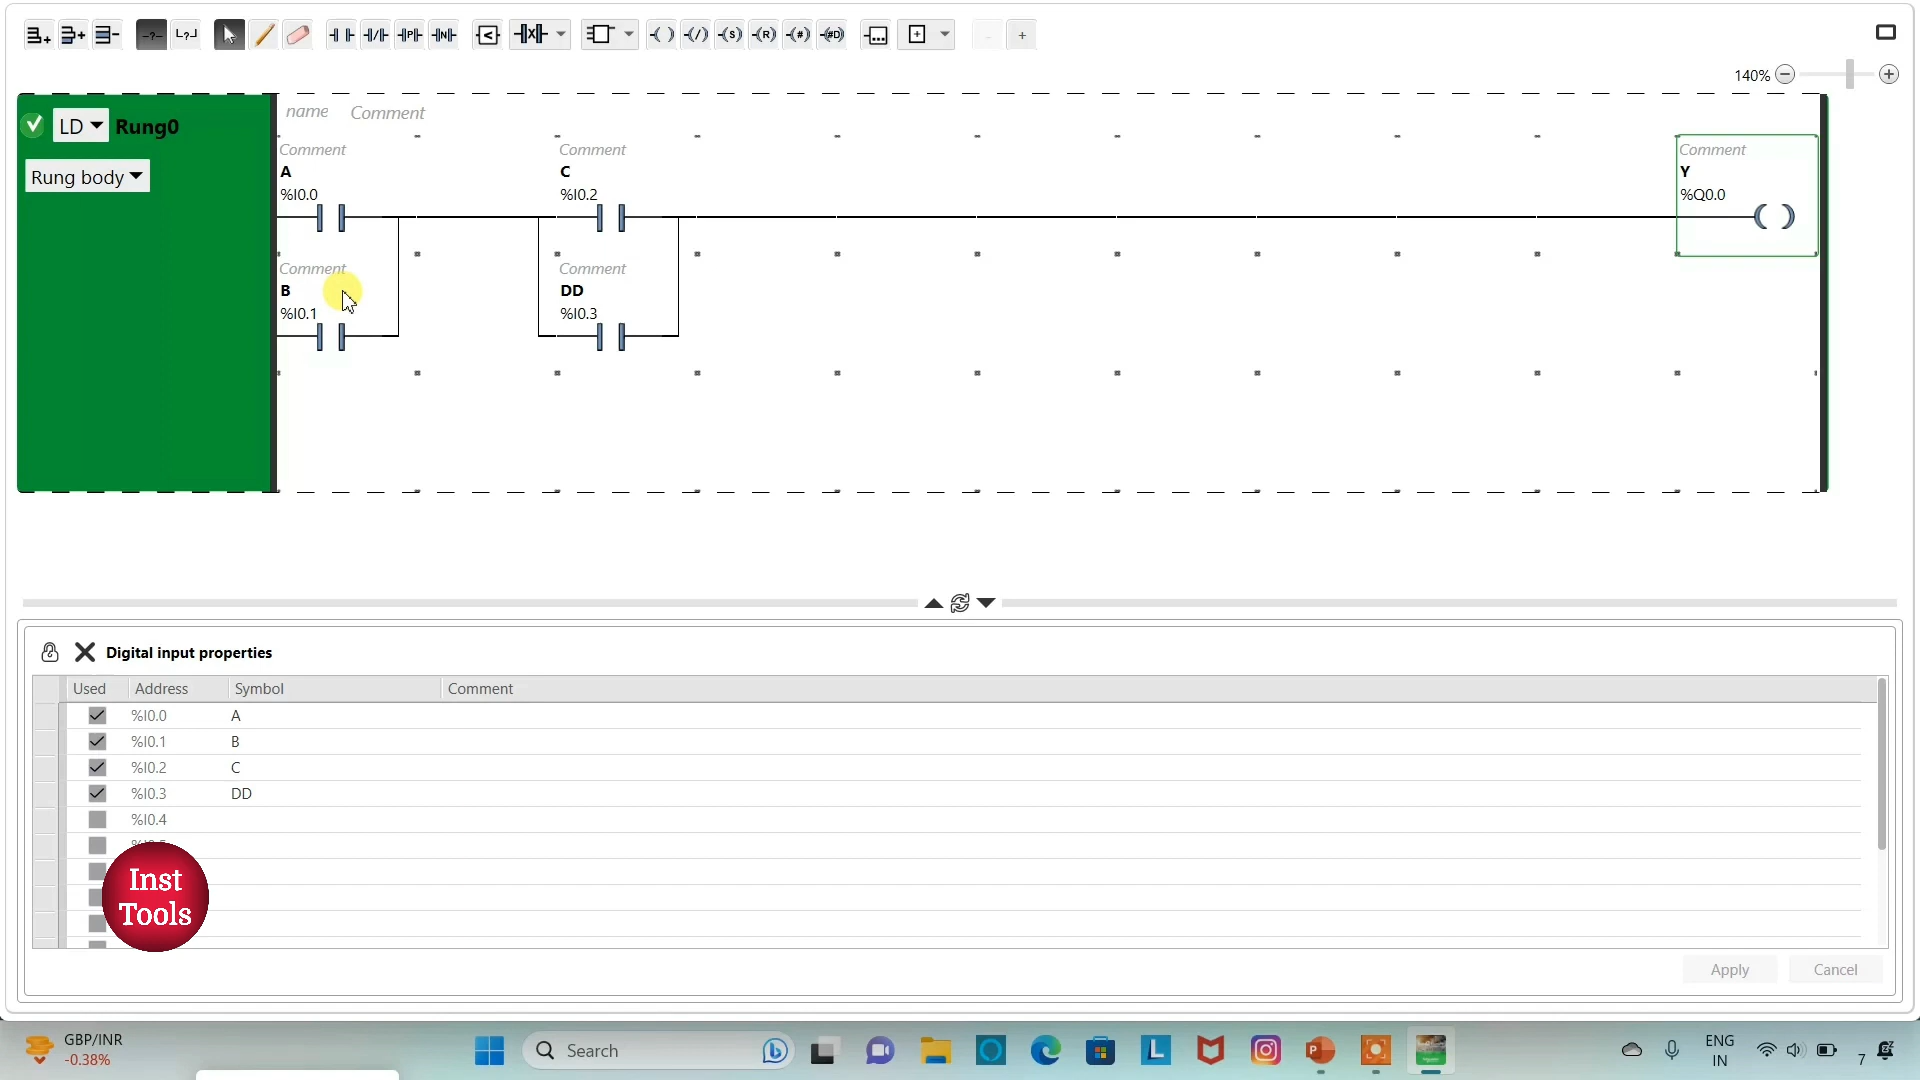 140%
LD
Rung0
Rung body
name Comment
Comment
A
%I0.0
Comment
C
%I0.2
Comment
Y
%Q0.0
Comment
B
%I0.1
Comment
DD
%I0.3
Digital input properties
Used Address Symbol Comment
%I0.0 A
%I0.1 B
%I0.2 C
%I0.3 DD
%I0.4
Inst
Tools
Apply Cancel
GBP/INR
-0.38%
Search
ENG
IN
7